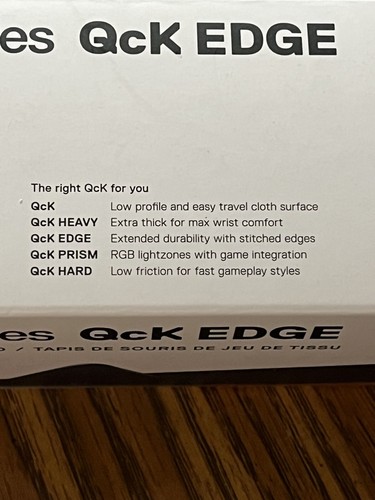 es QcK EDGE
The right QcK for you
QcK Low profile and easy travel cloth surface
QcK HEAVY Extra thick for max wrist comfort
QcK EDGE Extended durability with stitched edges
QcK PRISM RGB lightzones with game integration
QcK HARD Low friction for fast gameplay styles
es QcK EDGE
/ TAPIS DE SOURIS DE JEU DE TISSU